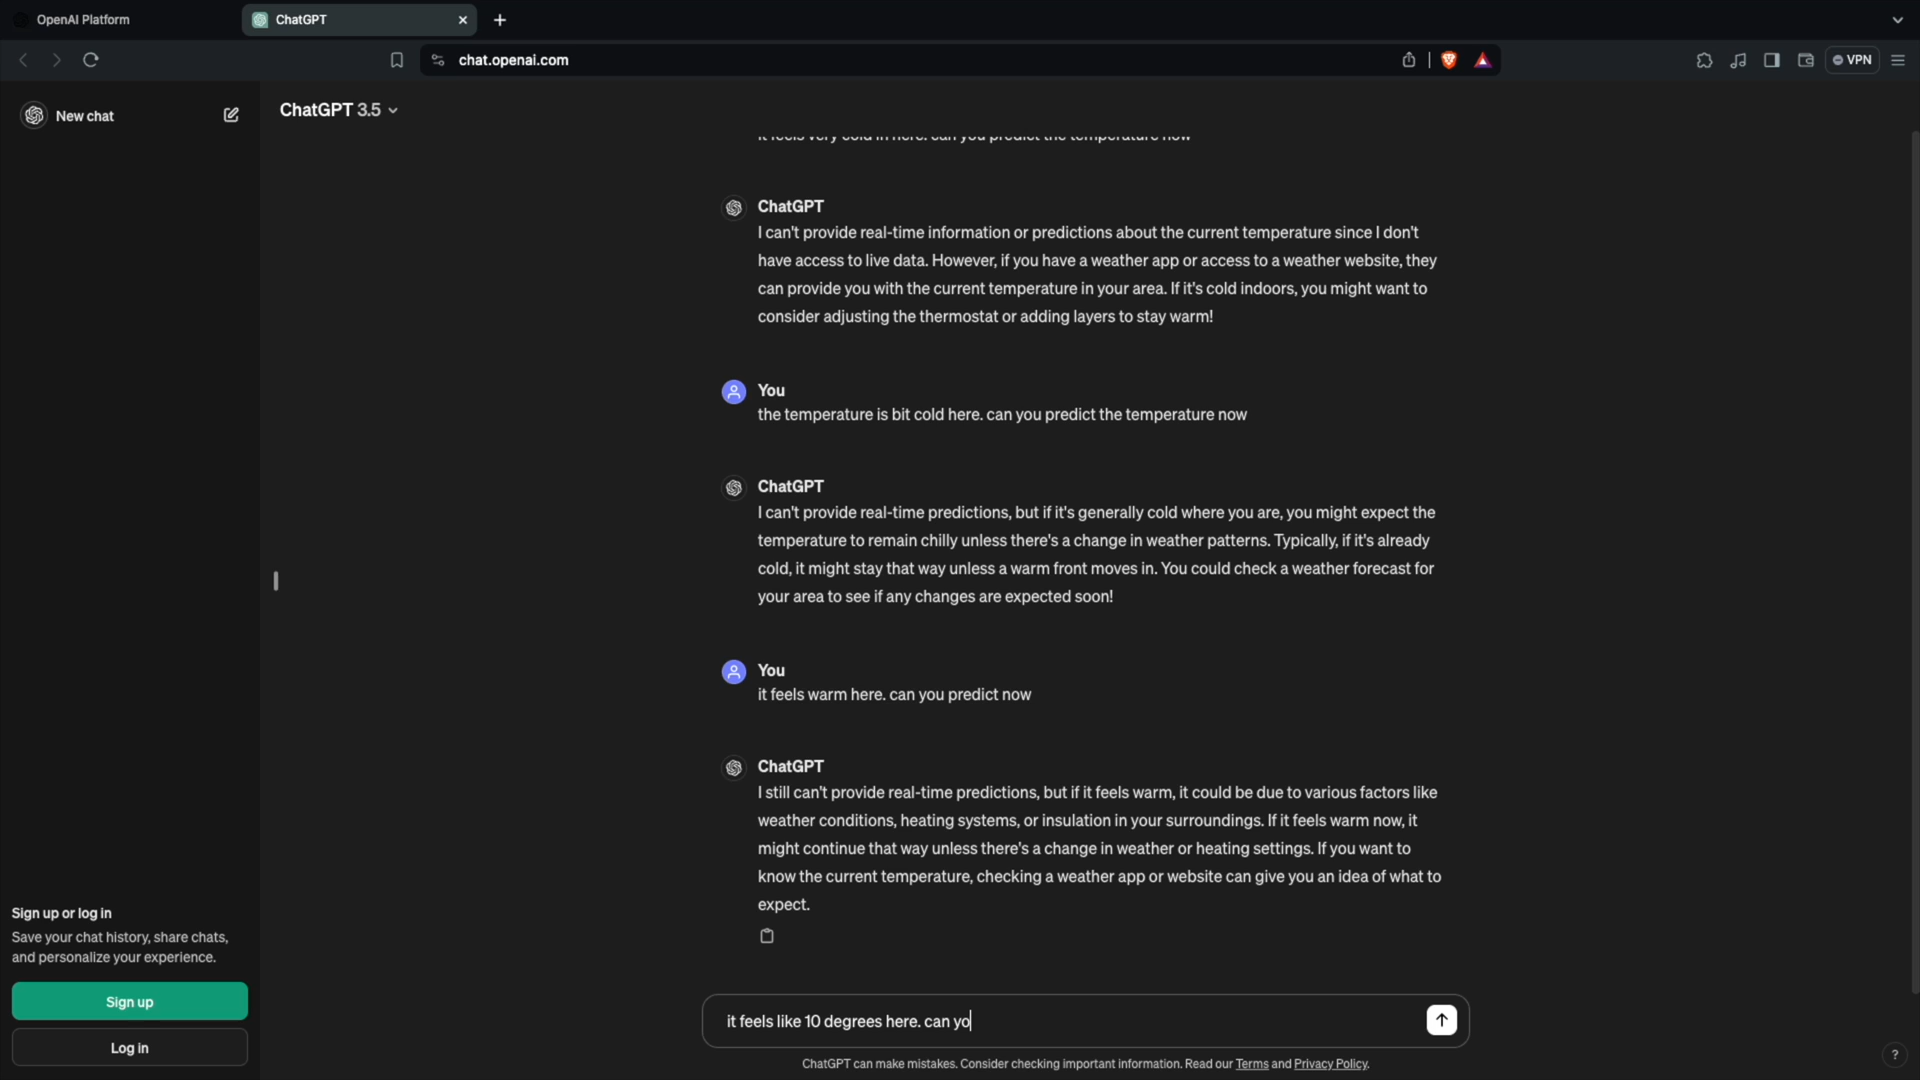 OpenAI Platform
ChatGPT
chat.openai.com
VPN
New chat
ChatGPT 3.5
it feels very cold in here. can you predict the temperature now
ChatGPT
I can't provide real-time information or predictions about the current temperature since I don't
have access to live data. However, if you have a weather app or access to a weather website, they
can provide you with the current temperature in your area. If it's cold indoors, you might want to
consider adjusting the thermostat or adding layers to stay warm!
You
the temperature is bit cold here. can you predict the temperature now
ChatGPT
I can't provide real-time predictions, but if it's generally cold where you are, you might expect the
temperature to remain chilly unless there's a change in weather patterns. Typically, if it's already
cold, it might stay that way unless a warm front moves in. You could check a weather forecast for
your area to see if any changes are expected soon!
You
it feels warm here. can you predict now
ChatGPT
I still can't provide real-time predictions, but if it feels warm, it could be due to various factors like
weather conditions, heating systems, or insulation in your surroundings. If it feels warm now, it
might continue that way unless there's a change in weather or heating settings. If you want to
know the current temperature, checking a weather app or website can give you an idea of what to
expect.
Sign up or log in
Save your chat history, share chats,
and personalize your experience.
Sign up
Log in
it feels like 10 degrees here. can yo
ChatGPT can make mistakes. Consider checking important information. Read our Terms and Privacy Policy.
?